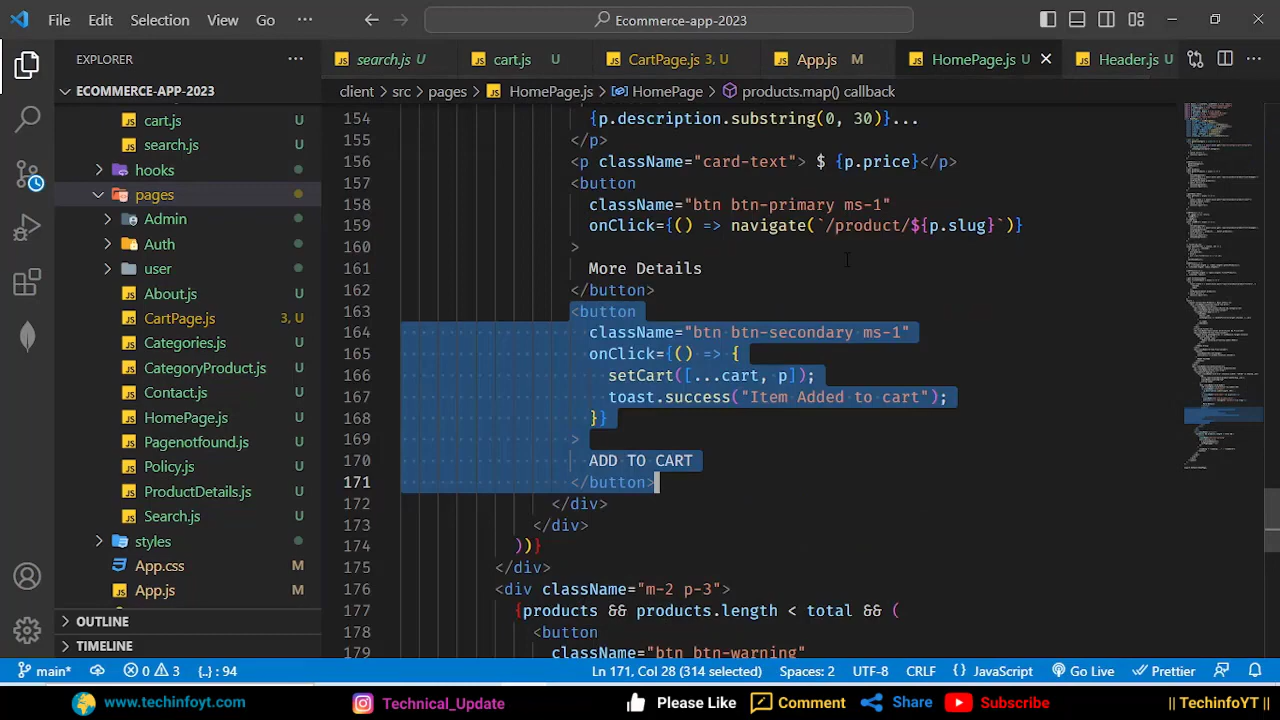 File Edit Selection View Go ... Ecommerce-app-2023
EXPLORER ...
search.js U cart.js U CartPage.js 3, U App.js M HomePage.js U Header.js U ...
ECOMMERCE-APP-2023
client > src > pages > HomePage.js > HomePage > products.map() callback
cart.js U
search.js U
hooks
pages
Admin
Auth
user
About.js U
CartPage.js 3, U
Categories.js U
CategoryProduct.js U
Contact.js U
HomePage.js U
Pagenotfound.js U
Policy.js U
ProductDetails.js U
Search.js U
styles
App.css M
App.js M
OUTLINE
TIMELINE
154 {p.description.substring(0, 30)}...
155 </p>
156 <p className="card-text"> $ {p.price}</p>
157 <button
158 className="btn btn-primary ms-1"
159 onClick={() => navigate(`/product/${p.slug}`)}
160 >
161 More Details
162 </button>
163 <button
164 className="btn btn-secondary ms-1"
165 onClick={() => {
166 setCart([...cart, p]);
167 toast.success("Item Added to cart");
168 }}
169 >
170 ADD TO CART
171 </button>
172 </div>
173 </div>
174 ))}
175 </div>
176 <div className="m-2 p-3">
177 {products && products.length < total && (
178 <button
179 className="btn btn-warning"
main* 0 3 {..} : 94 Ln 171, Col 28 (314 selected) Spaces: 2 UTF-8 CRLF {} JavaScript Go Live Prettier
www.techinfoyt.com Technical_Update Please Like Comment Share Subscribe || TechinfoYT ||